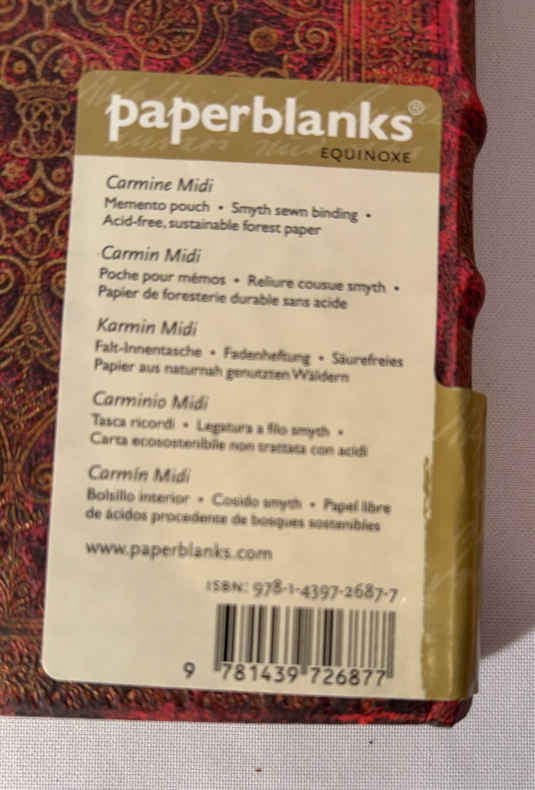 paperblanks®
EQUINOXE
Carmine Midi
Memento pouch • Smyth sewn binding •
Acid-free, sustainable forest paper
Carmin Midi
Poche pour mémos • Reliure cousue smyth •
Papier de foresterie durable sans acide
Karmin Midi
Falt-Innentasche • Fadenheftung • Säurefreies
Papier aus naturnah genutzten Wäldern
Carminio Midi
Tasca ricordi • Legatura a filo smyth •
Carta ecosostenibile non trattata con acidi
Carmín Midi
Bolsillo interior • Cosido smyth • Papel libre
de ácidos procedente de bosques sostenibles
www.paperblanks.com
ISBN: 978-1-4397-2687-7
9 781439 726877